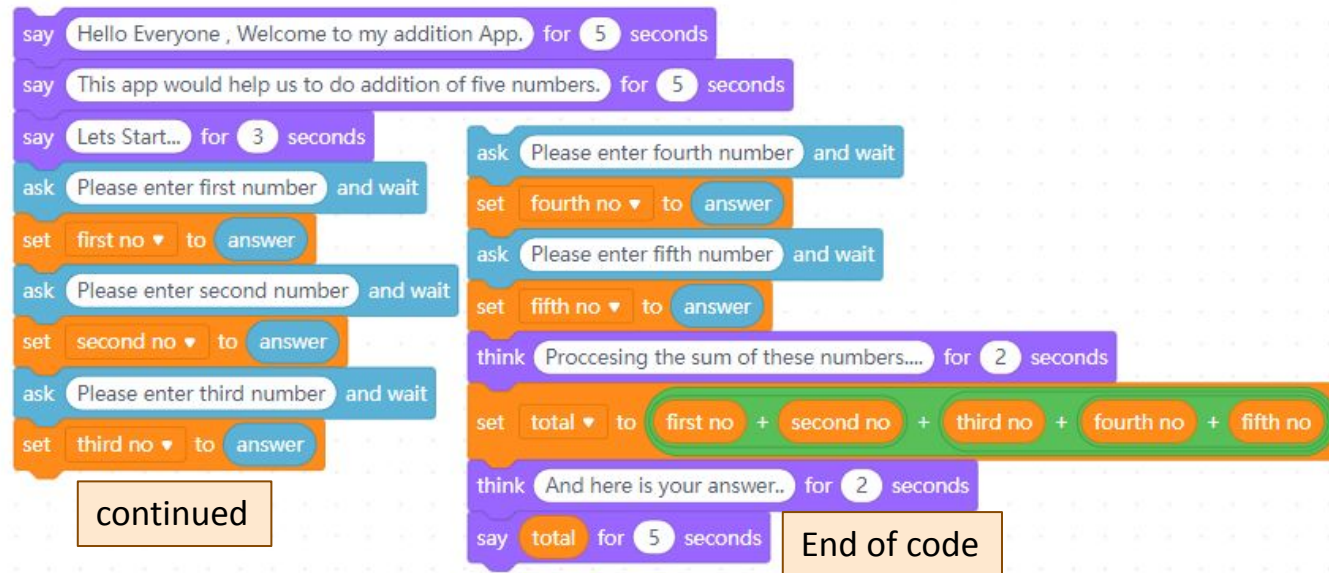 say Hello Everyone , Welcome to my addition App. for 5 seconds
say This app would help us to do addition of five numbers. for 5 seconds
say Lets Start... for 3 seconds
ask Please enter first number and wait
set first no ▾ to answer
ask Please enter second number and wait
set second no ▾ to answer
ask Please enter third number and wait
set third no ▾ to answer
continued
ask Please enter fourth number and wait
set fourth no ▾ to answer
ask Please enter fifth number and wait
set fifth no ▾ to answer
think Proccesing the sum of these numbers.... for 2 seconds
set total ▾ to first no + second no + third no + fourth no + fifth no
think And here is your answer.. for 2 seconds
say total for 5 seconds
End of code